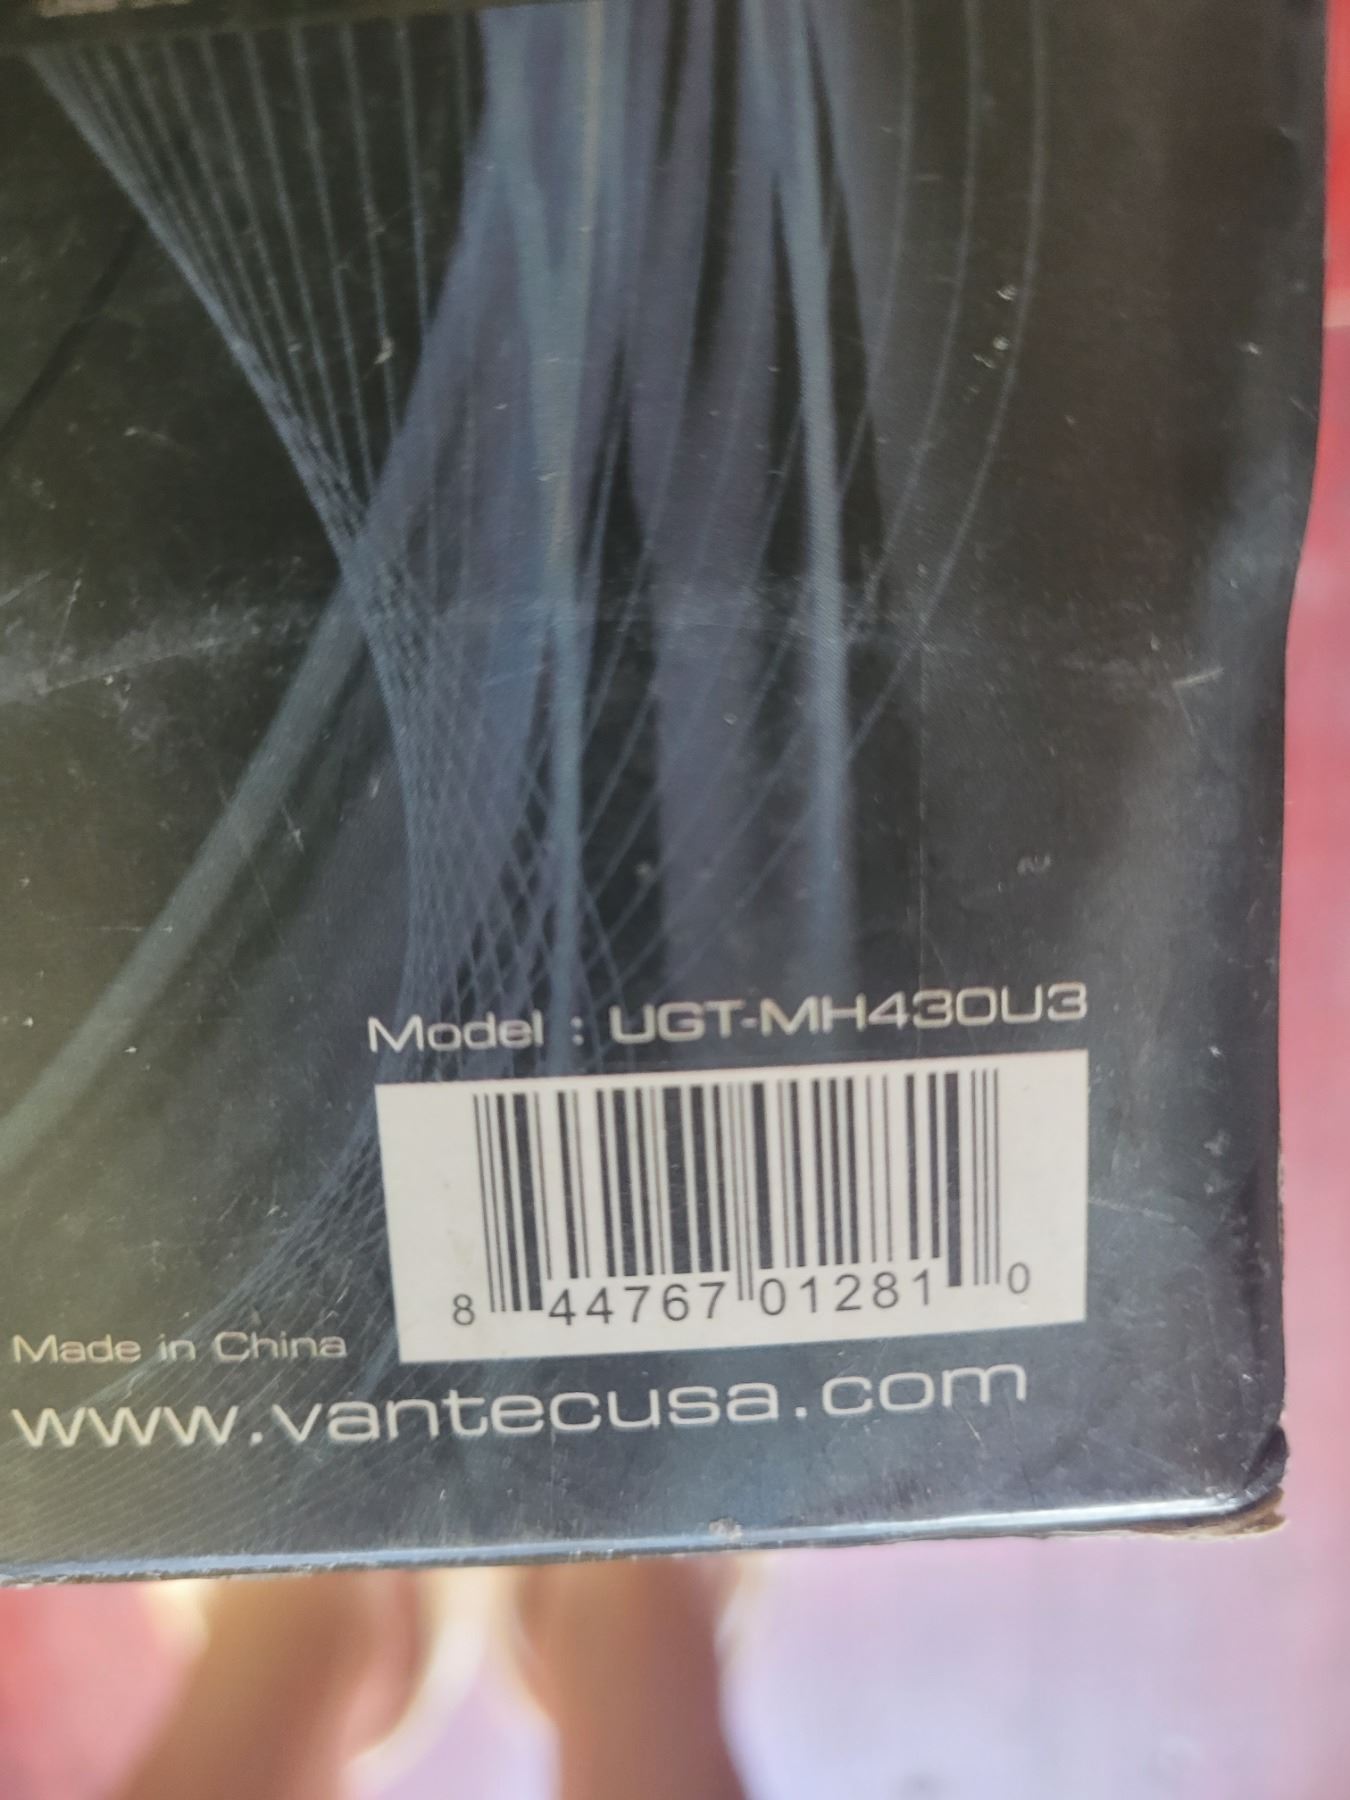 Model : UGT-MH430U3
8 44767 01281 0
Made in China
www.vantecusa.com